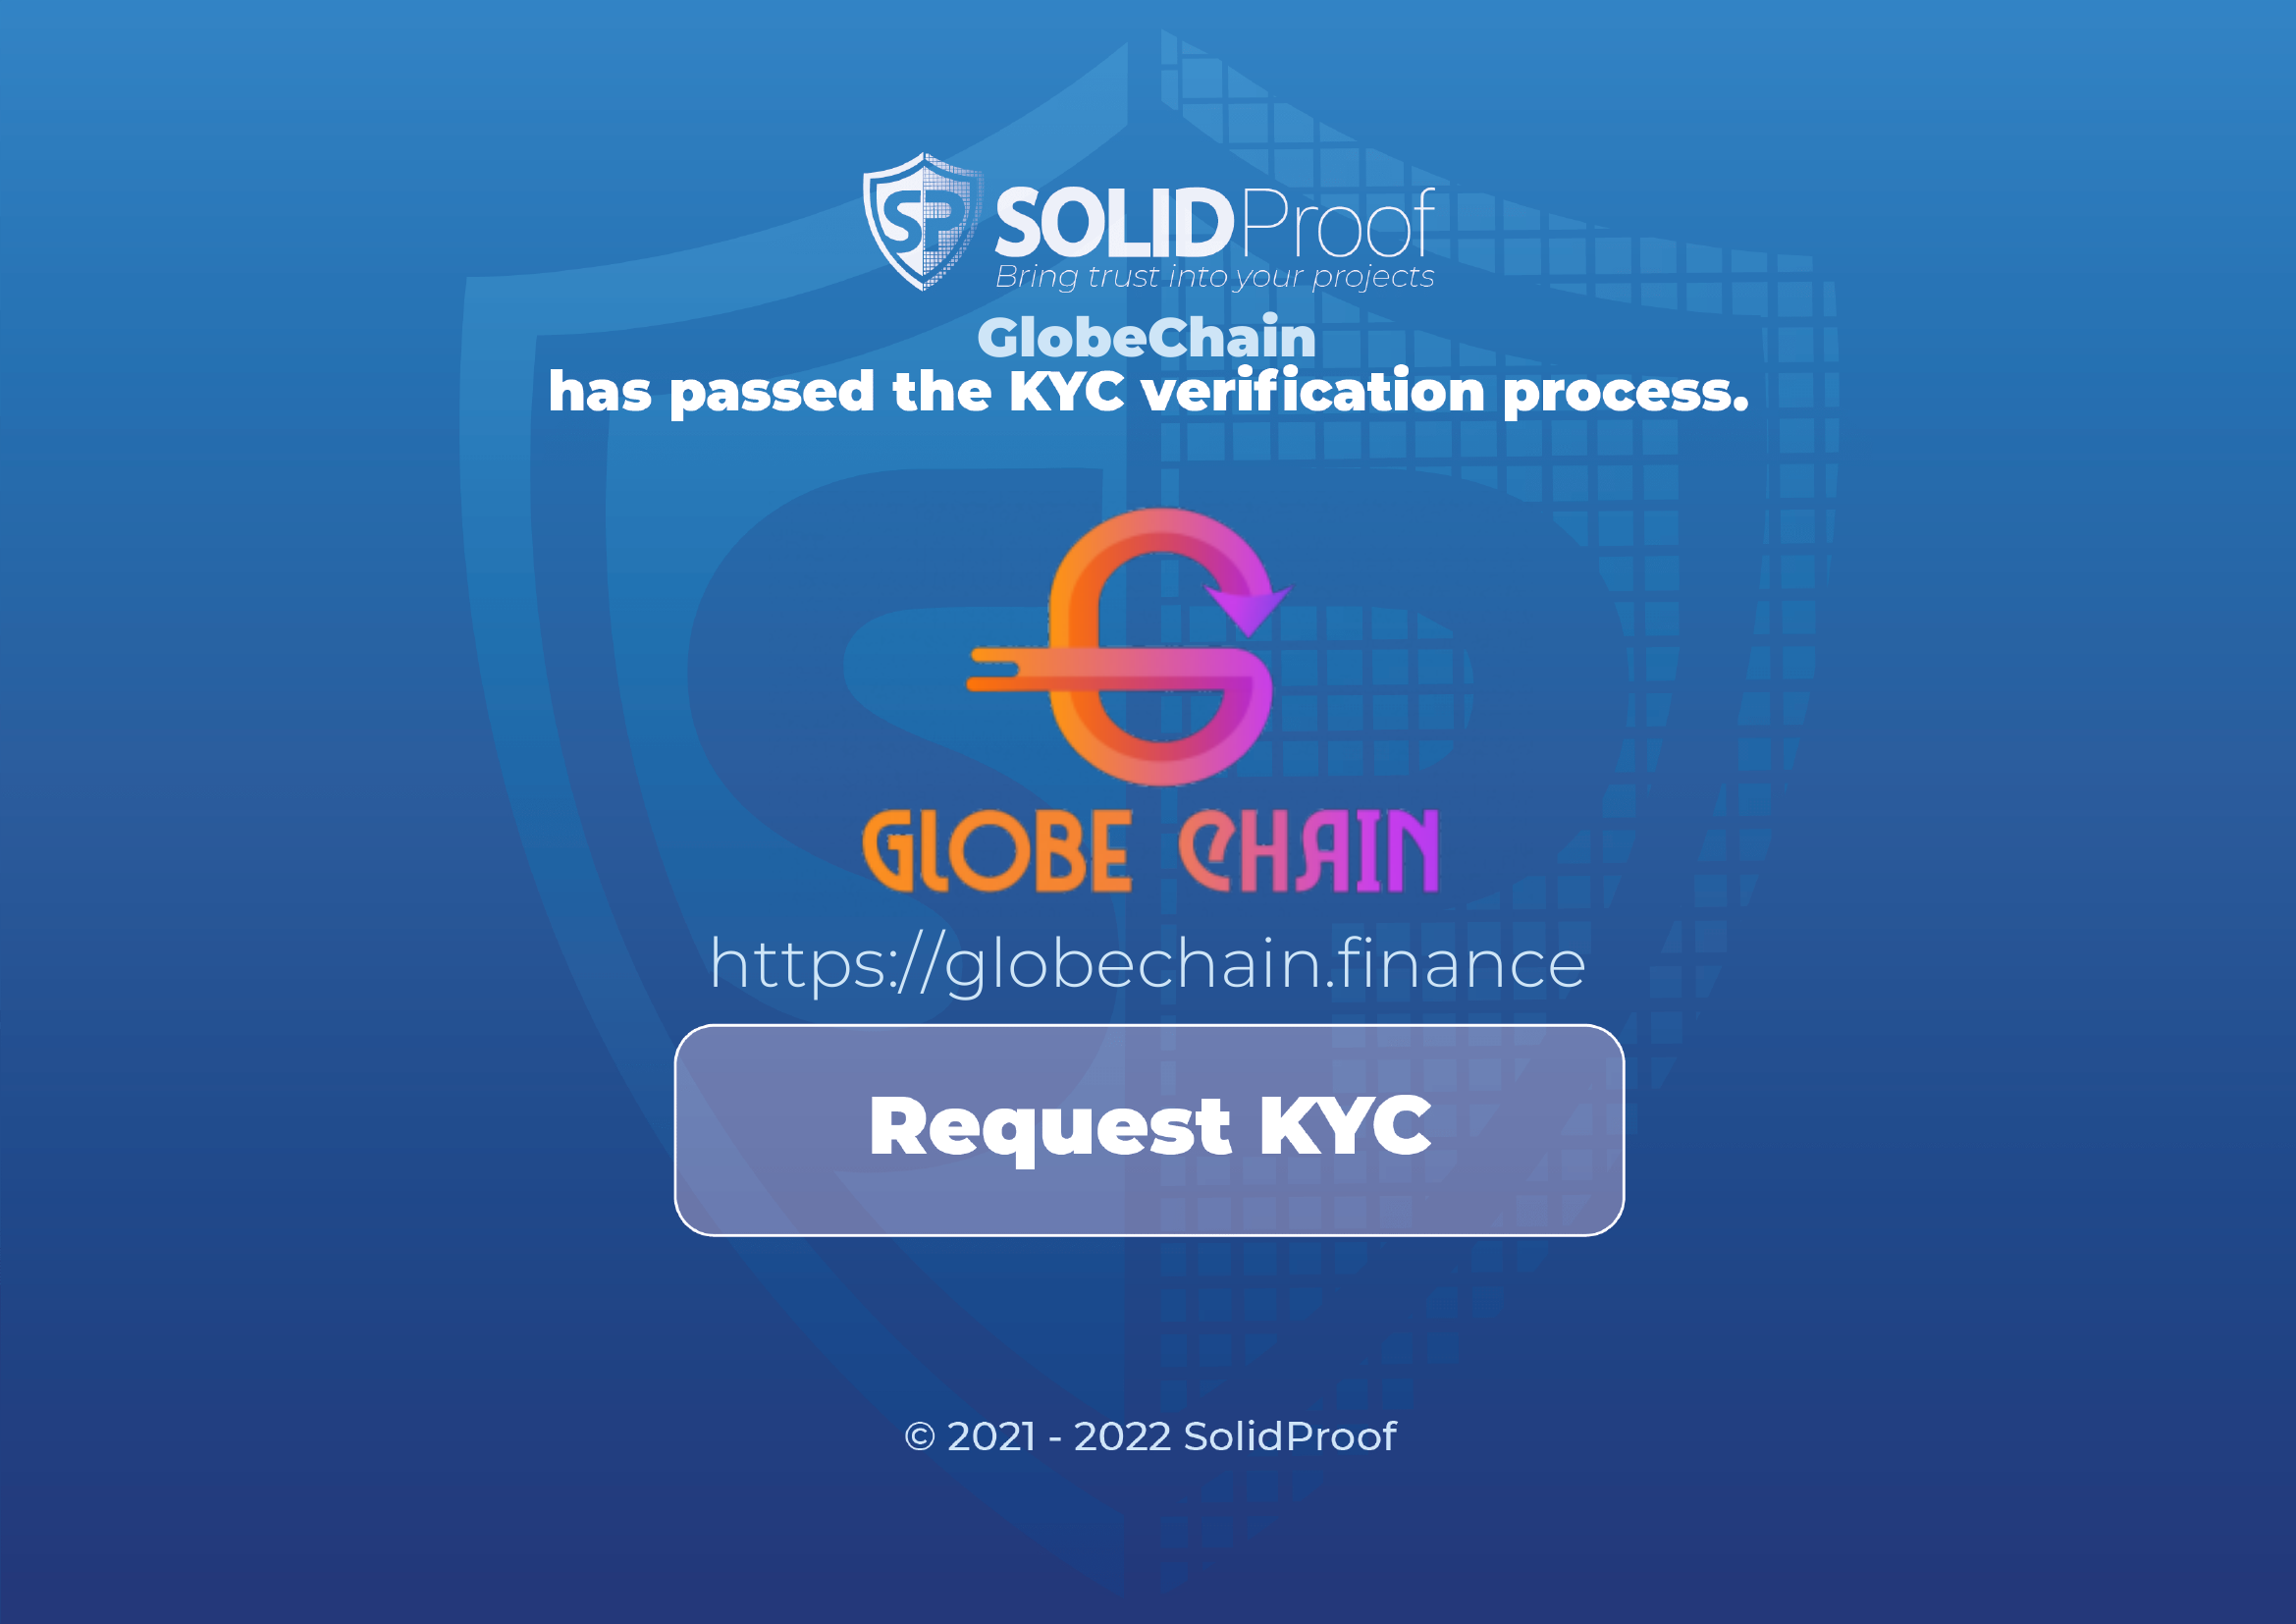 SP SOLIDProof
Bring trust into your projects
GlobeChain
has passed the KYC verification process.
GLOBE CHAIN
https://globechain.finance
Request KYC
© 2021 - 2022 SolidProof